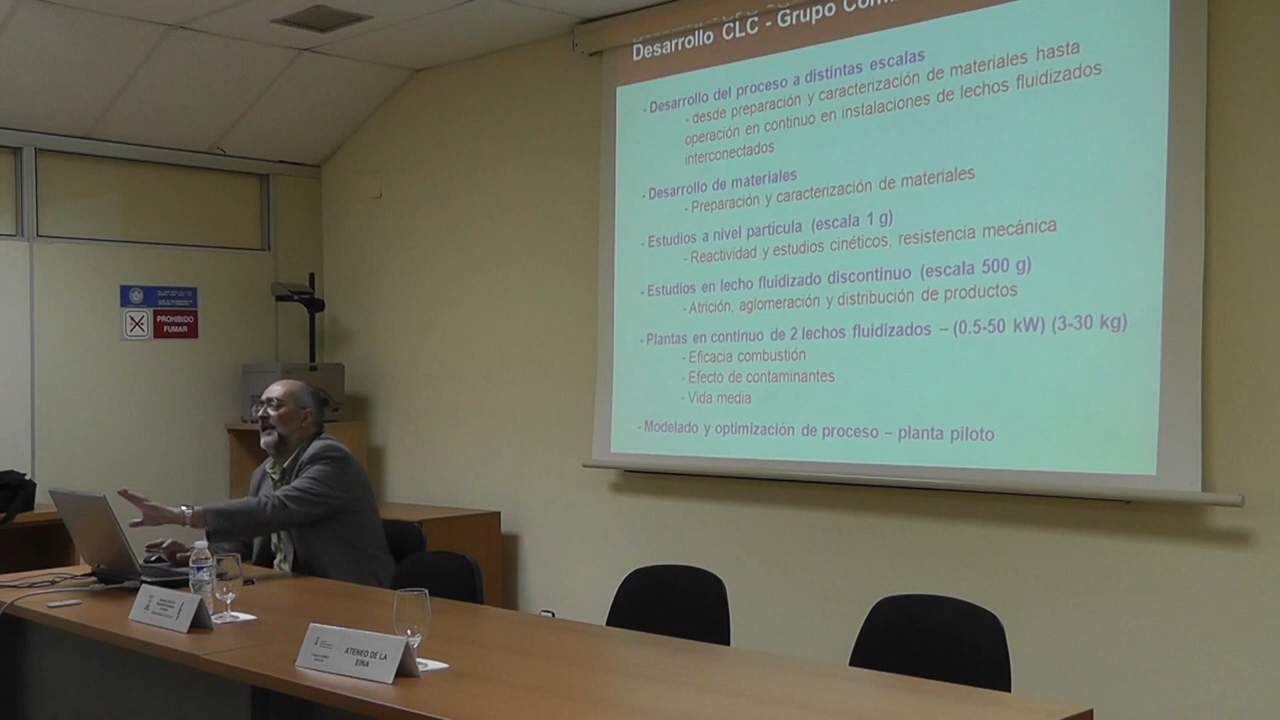 Desarrollo CLC - Grupo
- Desarrollo del proceso a distintas escalas
- desde preparación y caracterización de materiales hasta
operación en continuo en instalaciones de lechos fluidizados
interconectados
- Desarrollo de materiales
- Preparación y caracterización de materiales
- Estudios a nivel partícula (escala 1 g)
- Reactividad y estudios cinéticos, resistencia mecánica
- Estudios en lecho fluidizado discontinuo (escala 500 g)
- Atrición, aglomeración y distribución de productos
- Plantas en continuo de 2 lechos fluidizados – (0.5-50 kW) (3-30 kg)
- Eficacia combustión
- Efecto de contaminantes
- Vida media
- Modelado y optimización de proceso – planta piloto
PROHIBIDO
FUMAR
ATENEO DE LA
EINA